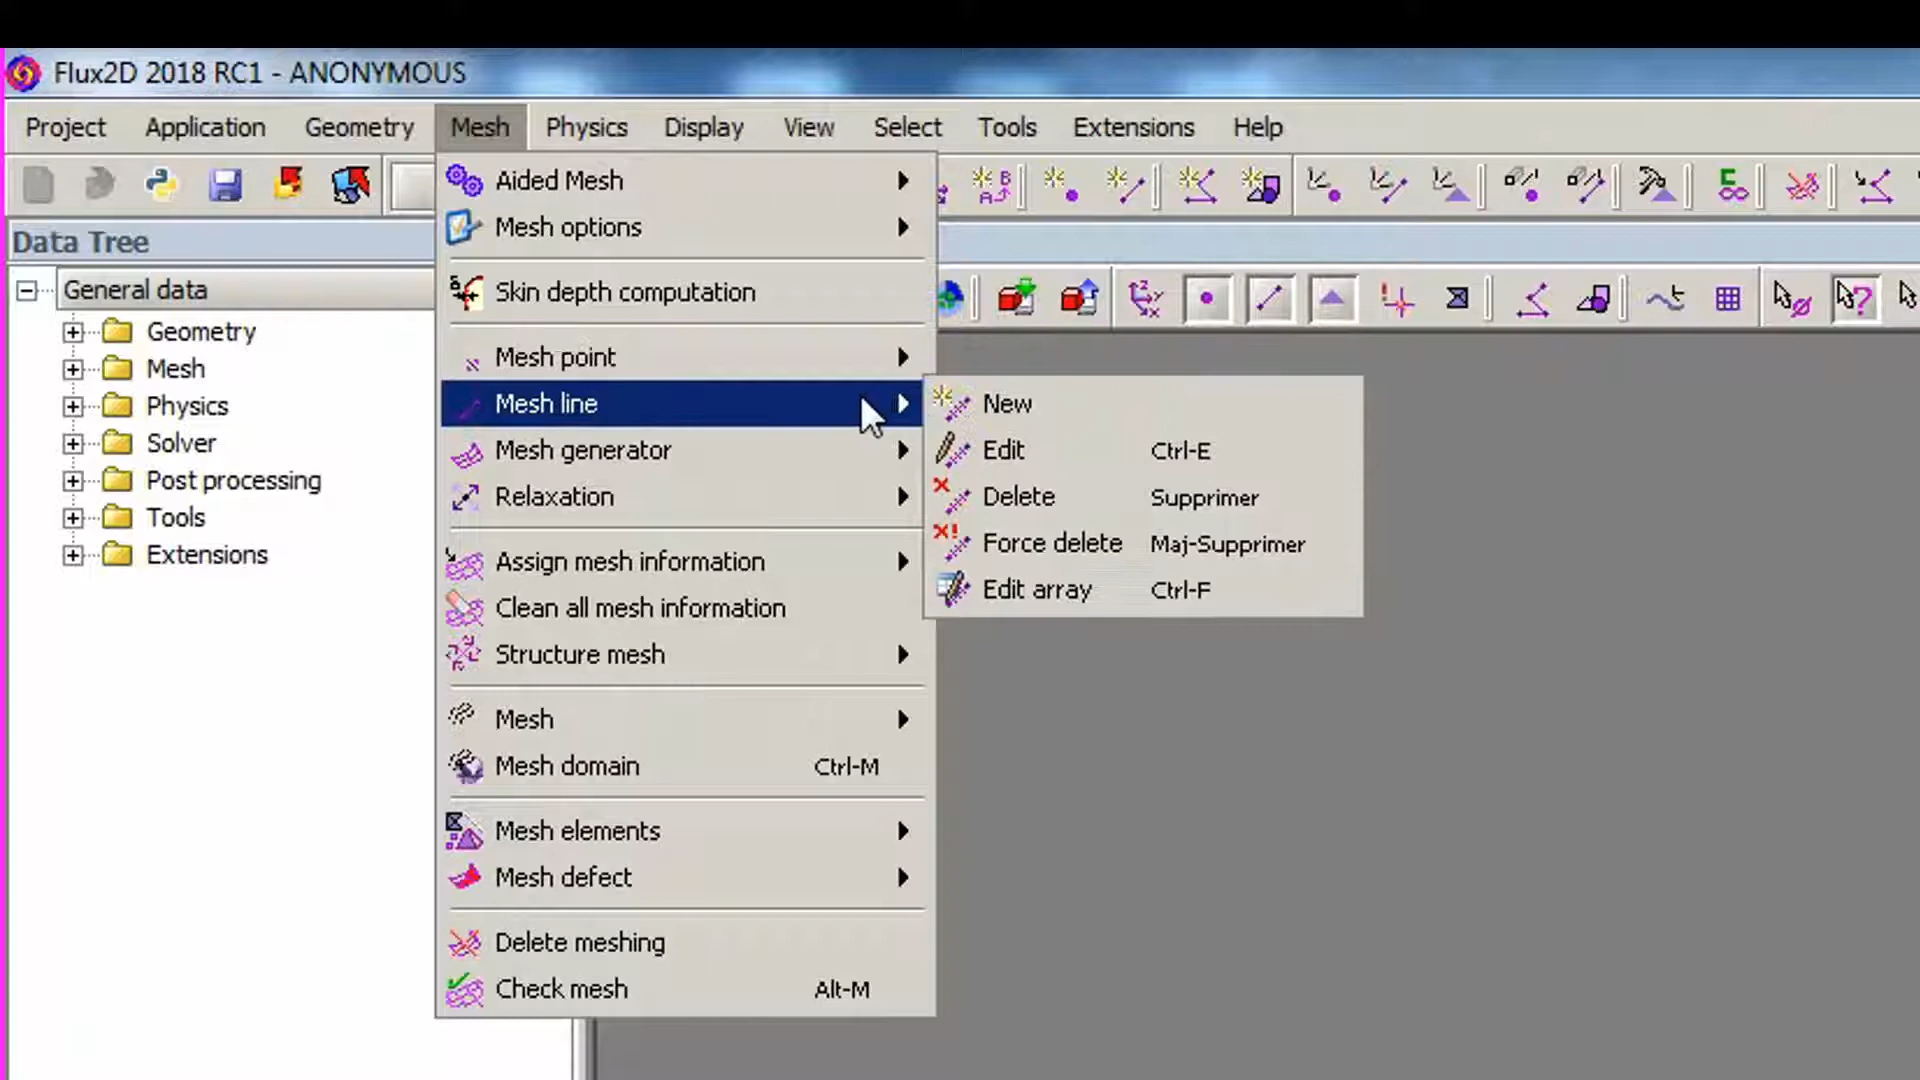 Flux2D 2018 RC1 - ANONYMOUS
Project Application Geometry Mesh Physics Display View Select Tools Extensions Help
Data Tree
General data
Geometry
Mesh
Physics
Solver
Post processing
Tools
Extensions
Aided Mesh
Mesh options
Skin depth computation
Mesh point
Mesh line
Mesh generator
Relaxation
Assign mesh information
Clean all mesh information
Structure mesh
Mesh
Mesh domain Ctrl-M
Mesh elements
Mesh defect
Delete meshing
Check mesh Alt-M
New
Edit Ctrl-E
Delete Supprimer
Force delete Maj-Supprimer
Edit array Ctrl-F